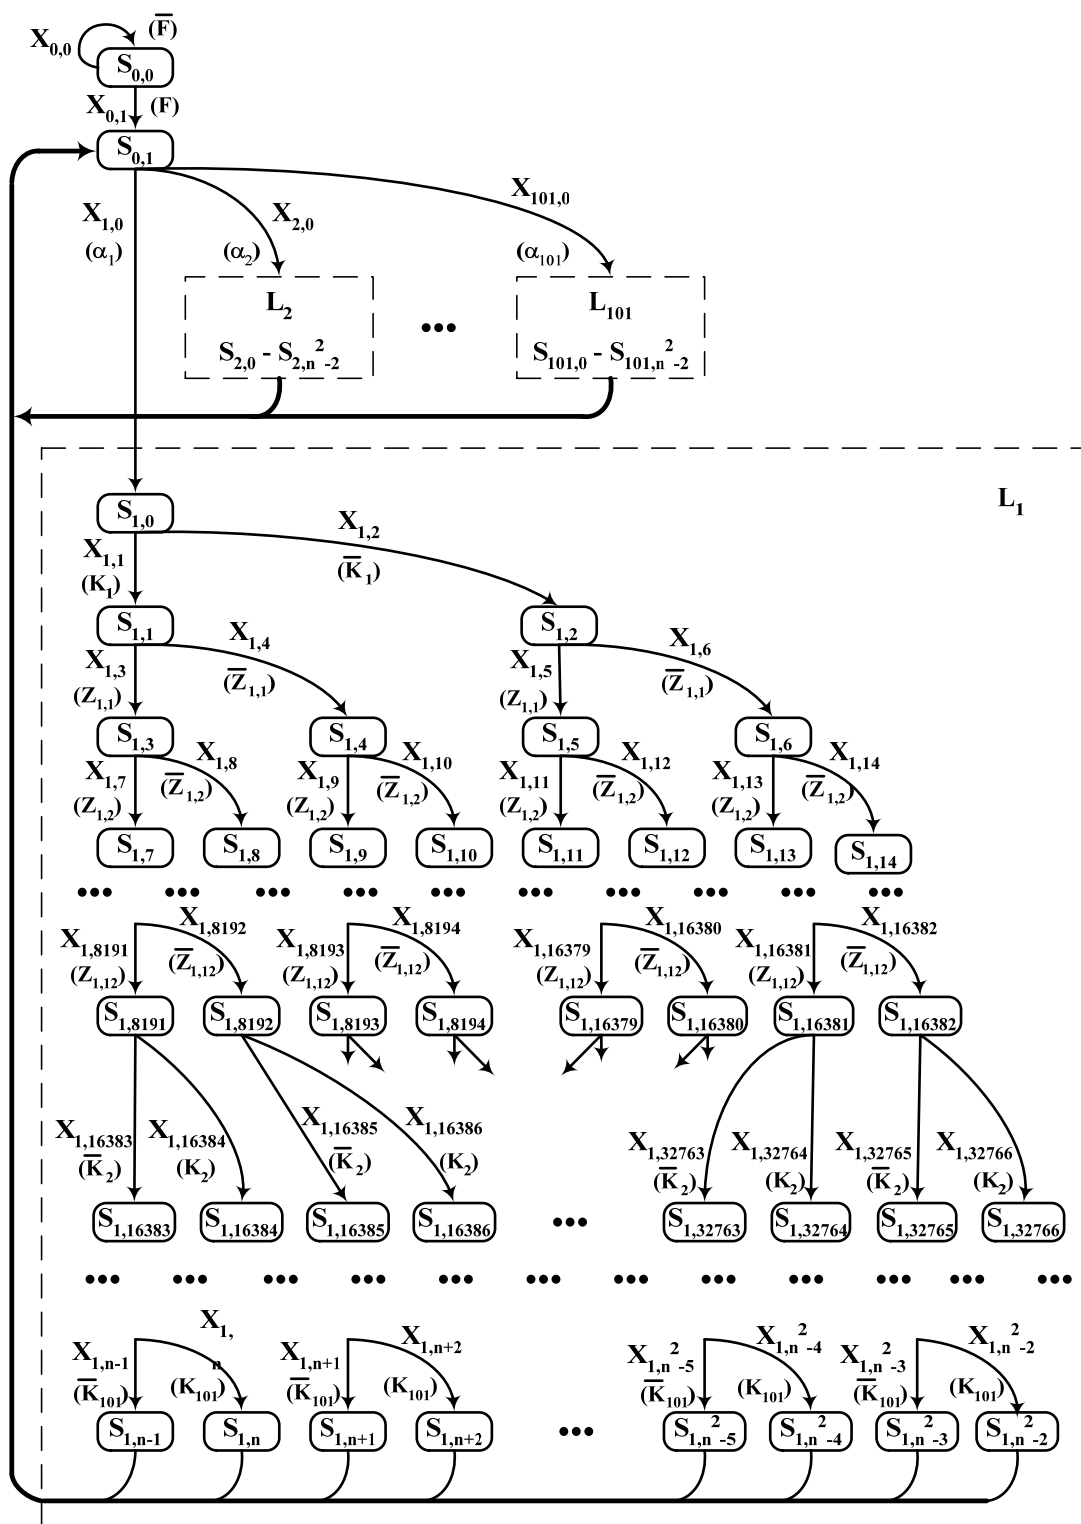 X0,0 (F̅)
S0,0
X0,1 (F)
S0,1
X1,0 X2,0 X101,0
(α1) (α2) (α101)
L2 ••• L101
S2,0 - S2,n²-2 S101,0 - S101,n²-2
L1
S1,0
X1,1 X1,2
(K1) (K̅1)
S1,1 S1,2
X1,3 X1,4 X1,5 X1,6
(Z1,1) (Z̅1,1) (Z1,1) (Z̅1,1)
S1,3 S1,4 S1,5 S1,6
X1,7 X1,8 X1,9 X1,10 X1,11 X1,12 X1,13 X1,14
(Z1,2) (Z̅1,2) (Z1,2) (Z̅1,2) (Z1,2) (Z̅1,2) (Z1,2) (Z̅1,2)
S1,7 S1,8 S1,9 S1,10 S1,11 S1,12 S1,13 S1,14
••• ••• ••• ••• ••• ••• ••• ••• ••• •••
X1,8191 X1,8192 X1,8193 X1,8194 X1,16379 X1,16380 X1,16381 X1,16382
(Z1,12) (Z̅1,12) (Z1,12) (Z̅1,12) (Z1,12) (Z̅1,12) (Z1,12) (Z̅1,12)
S1,8191 S1,8192 S1,8193 S1,8194 S1,16379 S1,16380 S1,16381 S1,16382
X1,16383 X1,16384 X1,16385 X1,16386 X1,32763 X1,32764 X1,32765 X1,32766
(K̅2) (K2) (K̅2) (K2) (K̅2) (K2) (K̅2) (K2)
S1,16383 S1,16384 S1,16385 S1,16386 ••• S1,32763 S1,32764 S1,32765 S1,32766
••• ••• ••• ••• ••• ••• ••• ••• ••• ••• ••• •••
X1,n-1 X1,n X1,n+1 X1,n+2 X1,n²-5 X1,n²-4 X1,n²-3 X1,n²-2
(K̅101) (K101) (K̅101) (K101) (K̅101) (K101) (K̅101) (K101)
S1,n-1 S1,n S1,n+1 S1,n+2 ••• S1,n²-5 S1,n²-4 S1,n²-3 S1,n²-2